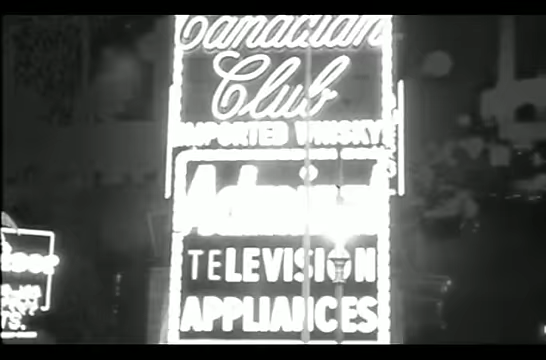 Canadian
Club
IMPORTED WHISKY
Admiral
TELEVISION
APPLIANCES